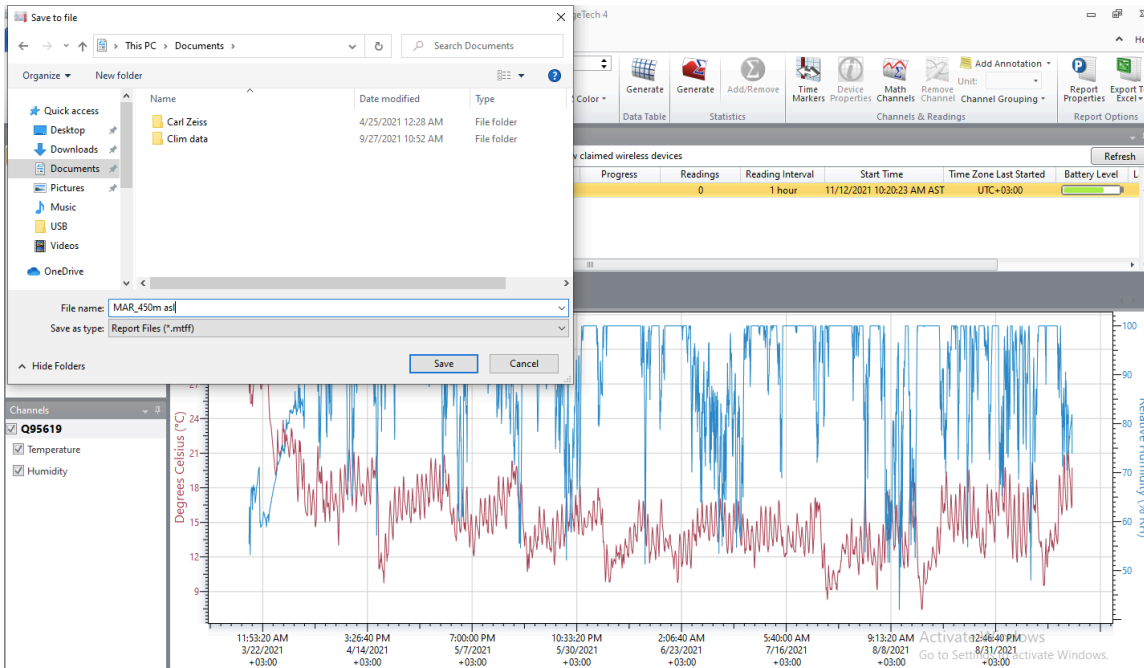 Save to file
geTech 4
This PC > Documents >
Search Documents
Organize
New folder
Name
Date modified
Type
Quick access
Desktop
Downloads
Documents
Pictures
Music
USB
Videos
OneDrive
Carl Zeiss 4/25/2021 12:28 AM File folder
Clim data 9/27/2021 10:52 AM File folder
File name: MAR_450m asl
Save as type: Report Files (*.mtff)
Hide Folders
Save
Cancel
He
Color
Generate
Data Table
Generate
Add/Remove
Statistics
Time Markers
Device Properties
Math Channels
Remove Channel
Add Annotation
Unit:
Channel Grouping
Channels & Readings
Report Properties
Export T
Excel
Report Options
w claimed wireless devices
Refresh
Progress Readings Reading Interval Start Time Time Zone Last Started Battery Level L
0 1 hour 11/12/2021 10:20:23 AM AST UTC+03:00
Channels
Q95619
Temperature
Humidity
Degrees Celsius (°C)
27
24
21
18
15
12
9
100
90
80
70
60
50
Relative Humidity (%RH)
11:53:20 AM 3:26:40 PM 7:00:00 PM 10:33:20 PM 2:06:40 AM 5:40:00 AM 9:13:20 AM 12:46:40 PM
3/22/2021 4/14/2021 5/7/2021 5/30/2021 6/23/2021 7/16/2021 8/8/2021 8/31/2021
+03:00 +03:00 +03:00 +03:00 +03:00 +03:00 +03:00 +03:00
Activate Windows
Go to Settings to activate Windows.